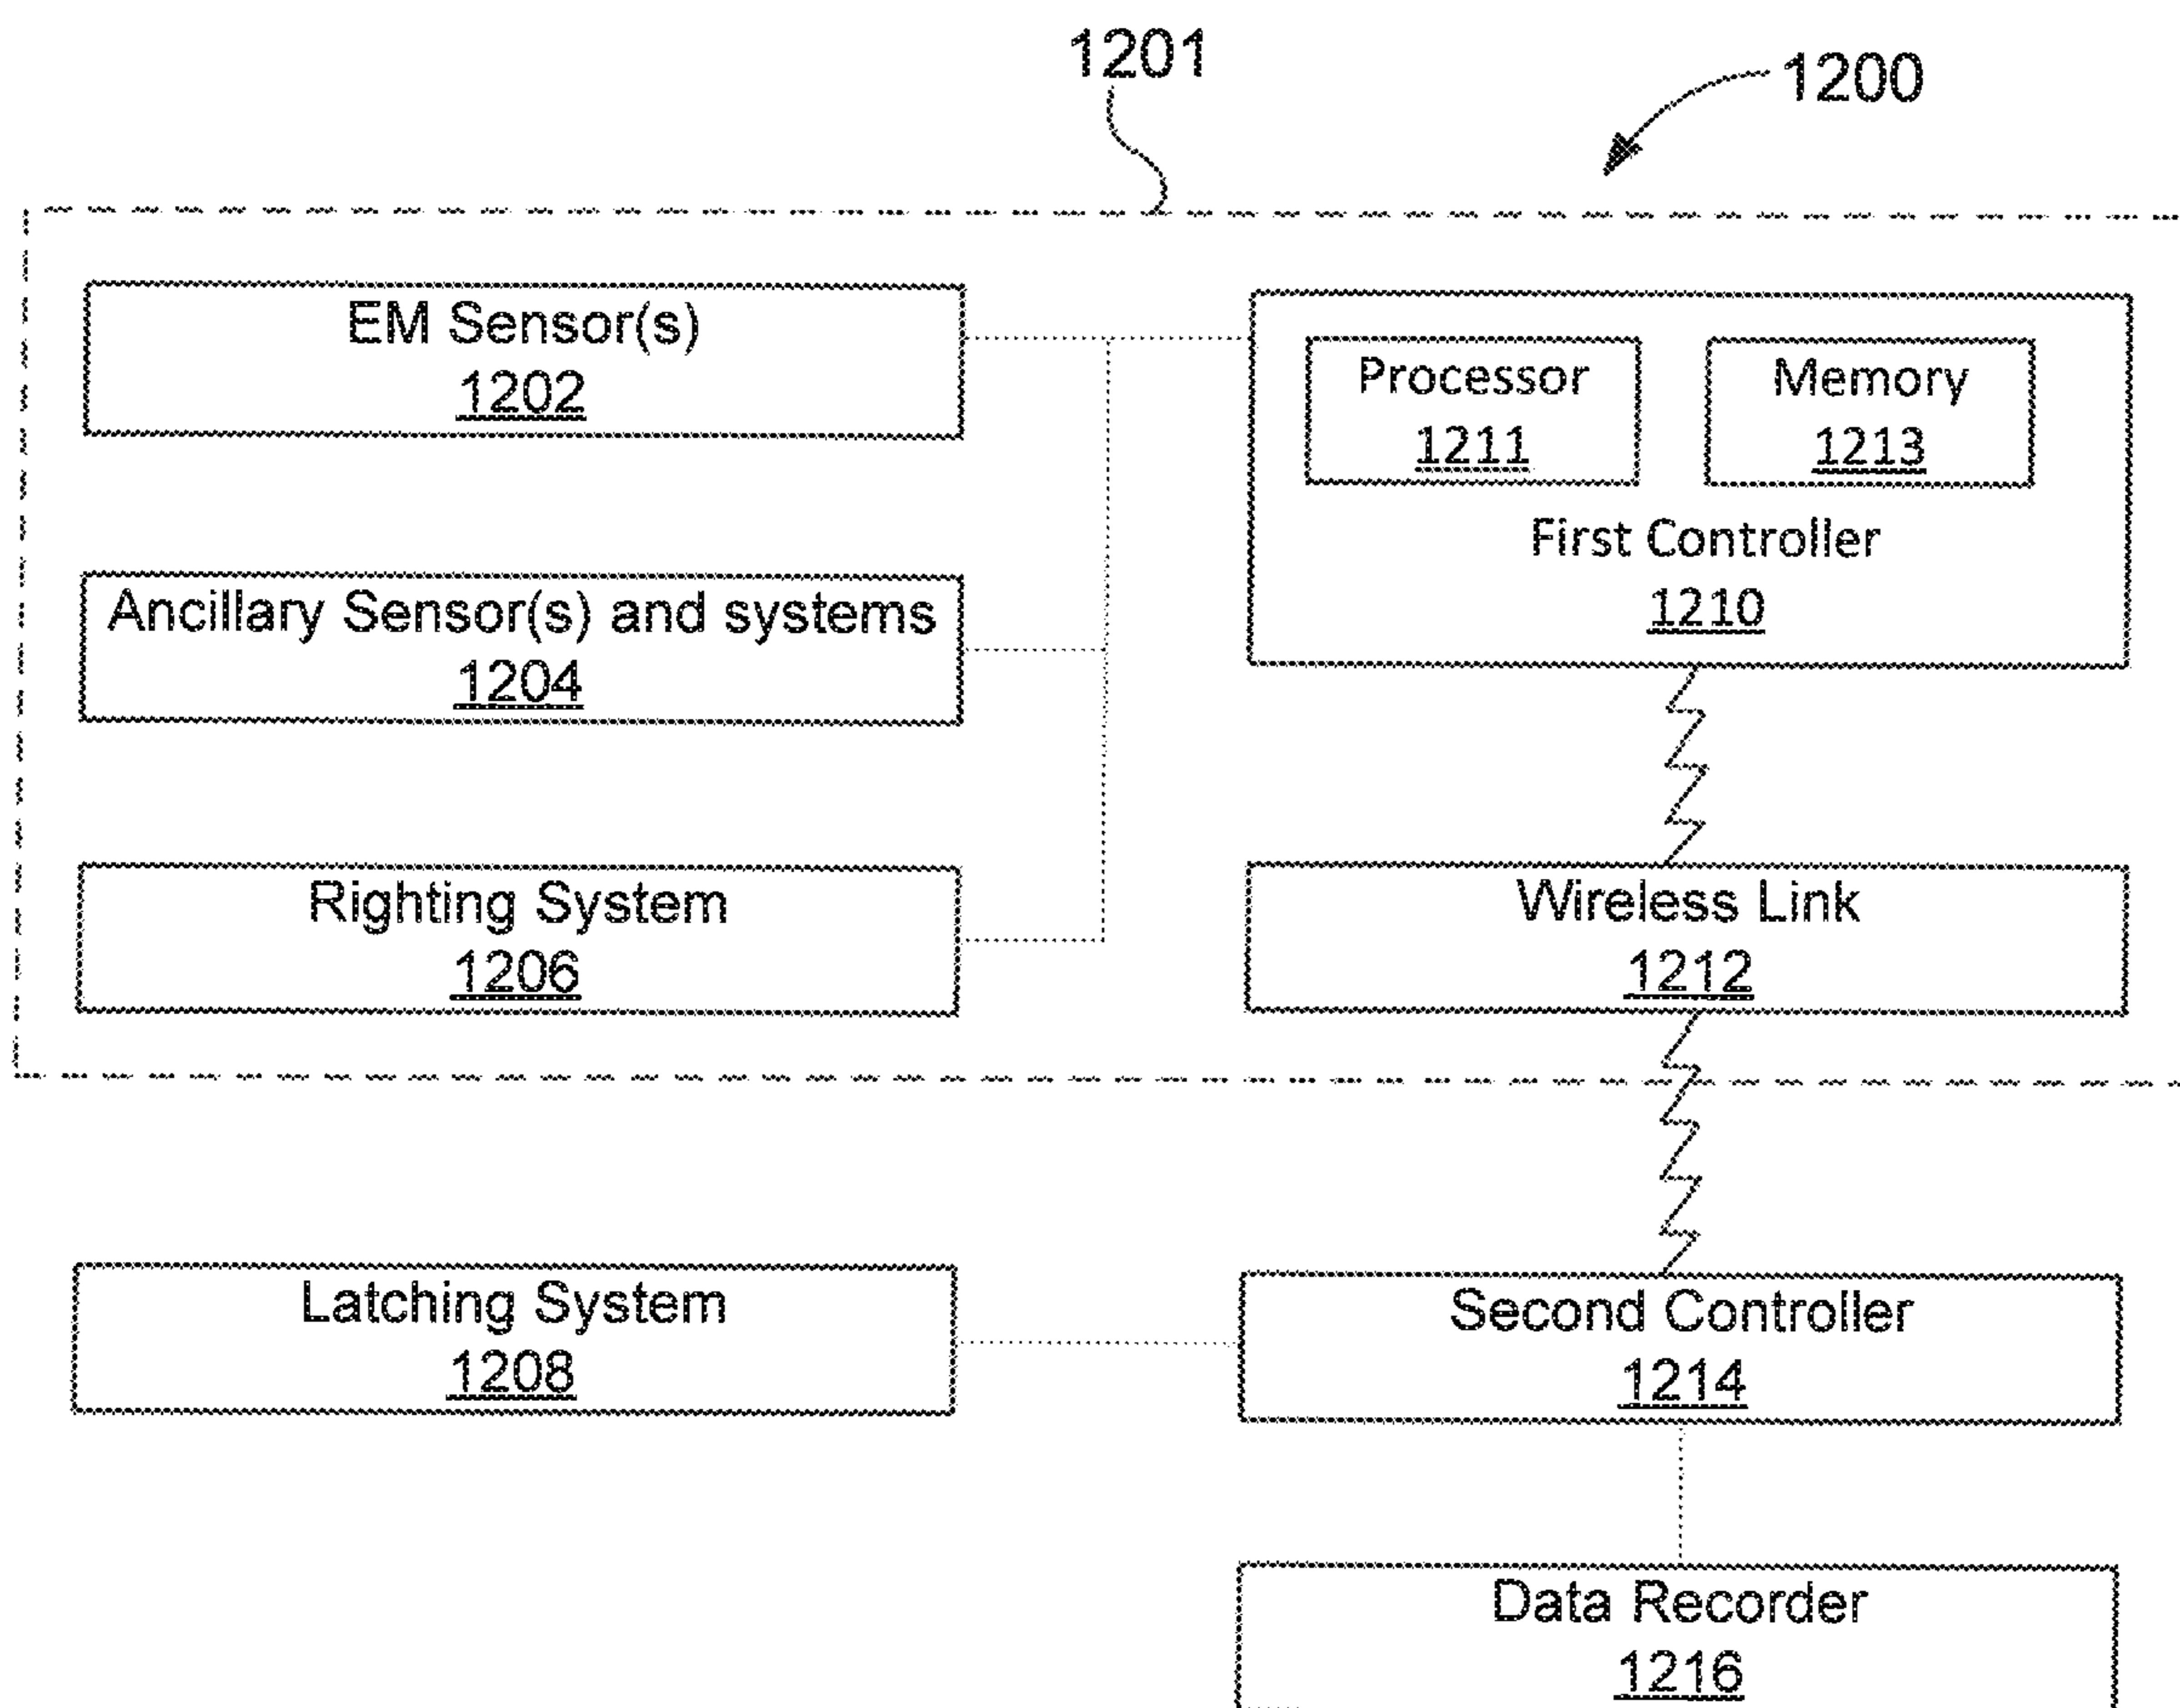 1201
1200
EM Sensor(s)
1202
Processor
1211
Memory
1213
First Controller
1210
Ancillary Sensor(s) and systems
1204
Righting System
1206
Wireless Link
1212
Latching System
1208
Second Controller
1214
Data Recorder
1216